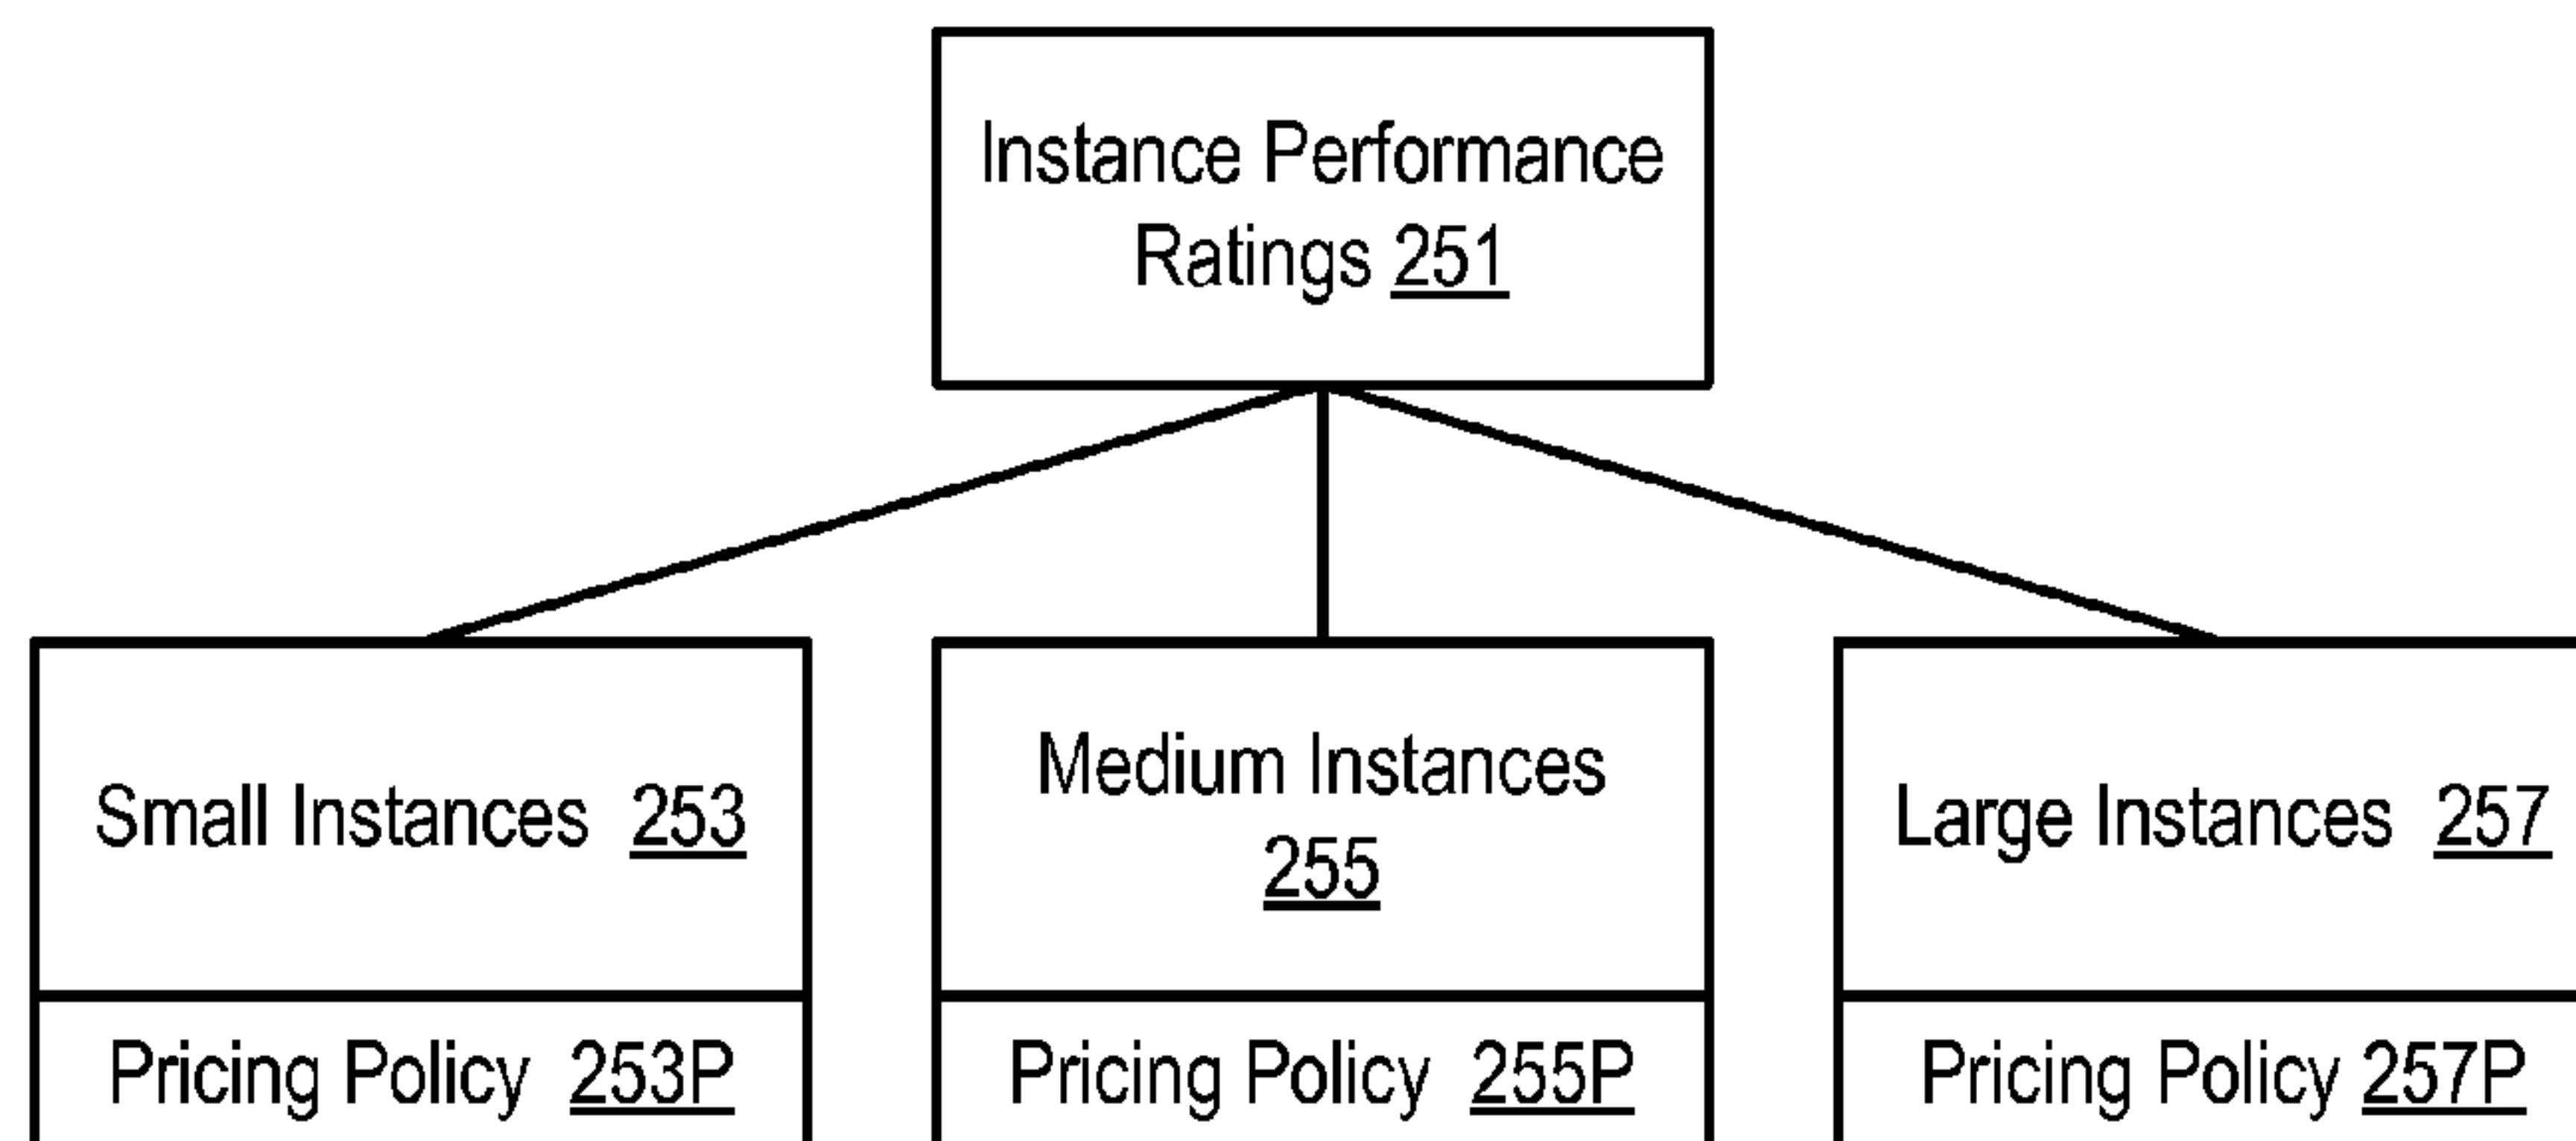 Instance Performance
Ratings 251
Small Instances 253
Medium Instances
255
Large Instances 257
Pricing Policy 253P
Pricing Policy 255P
Pricing Policy 257P